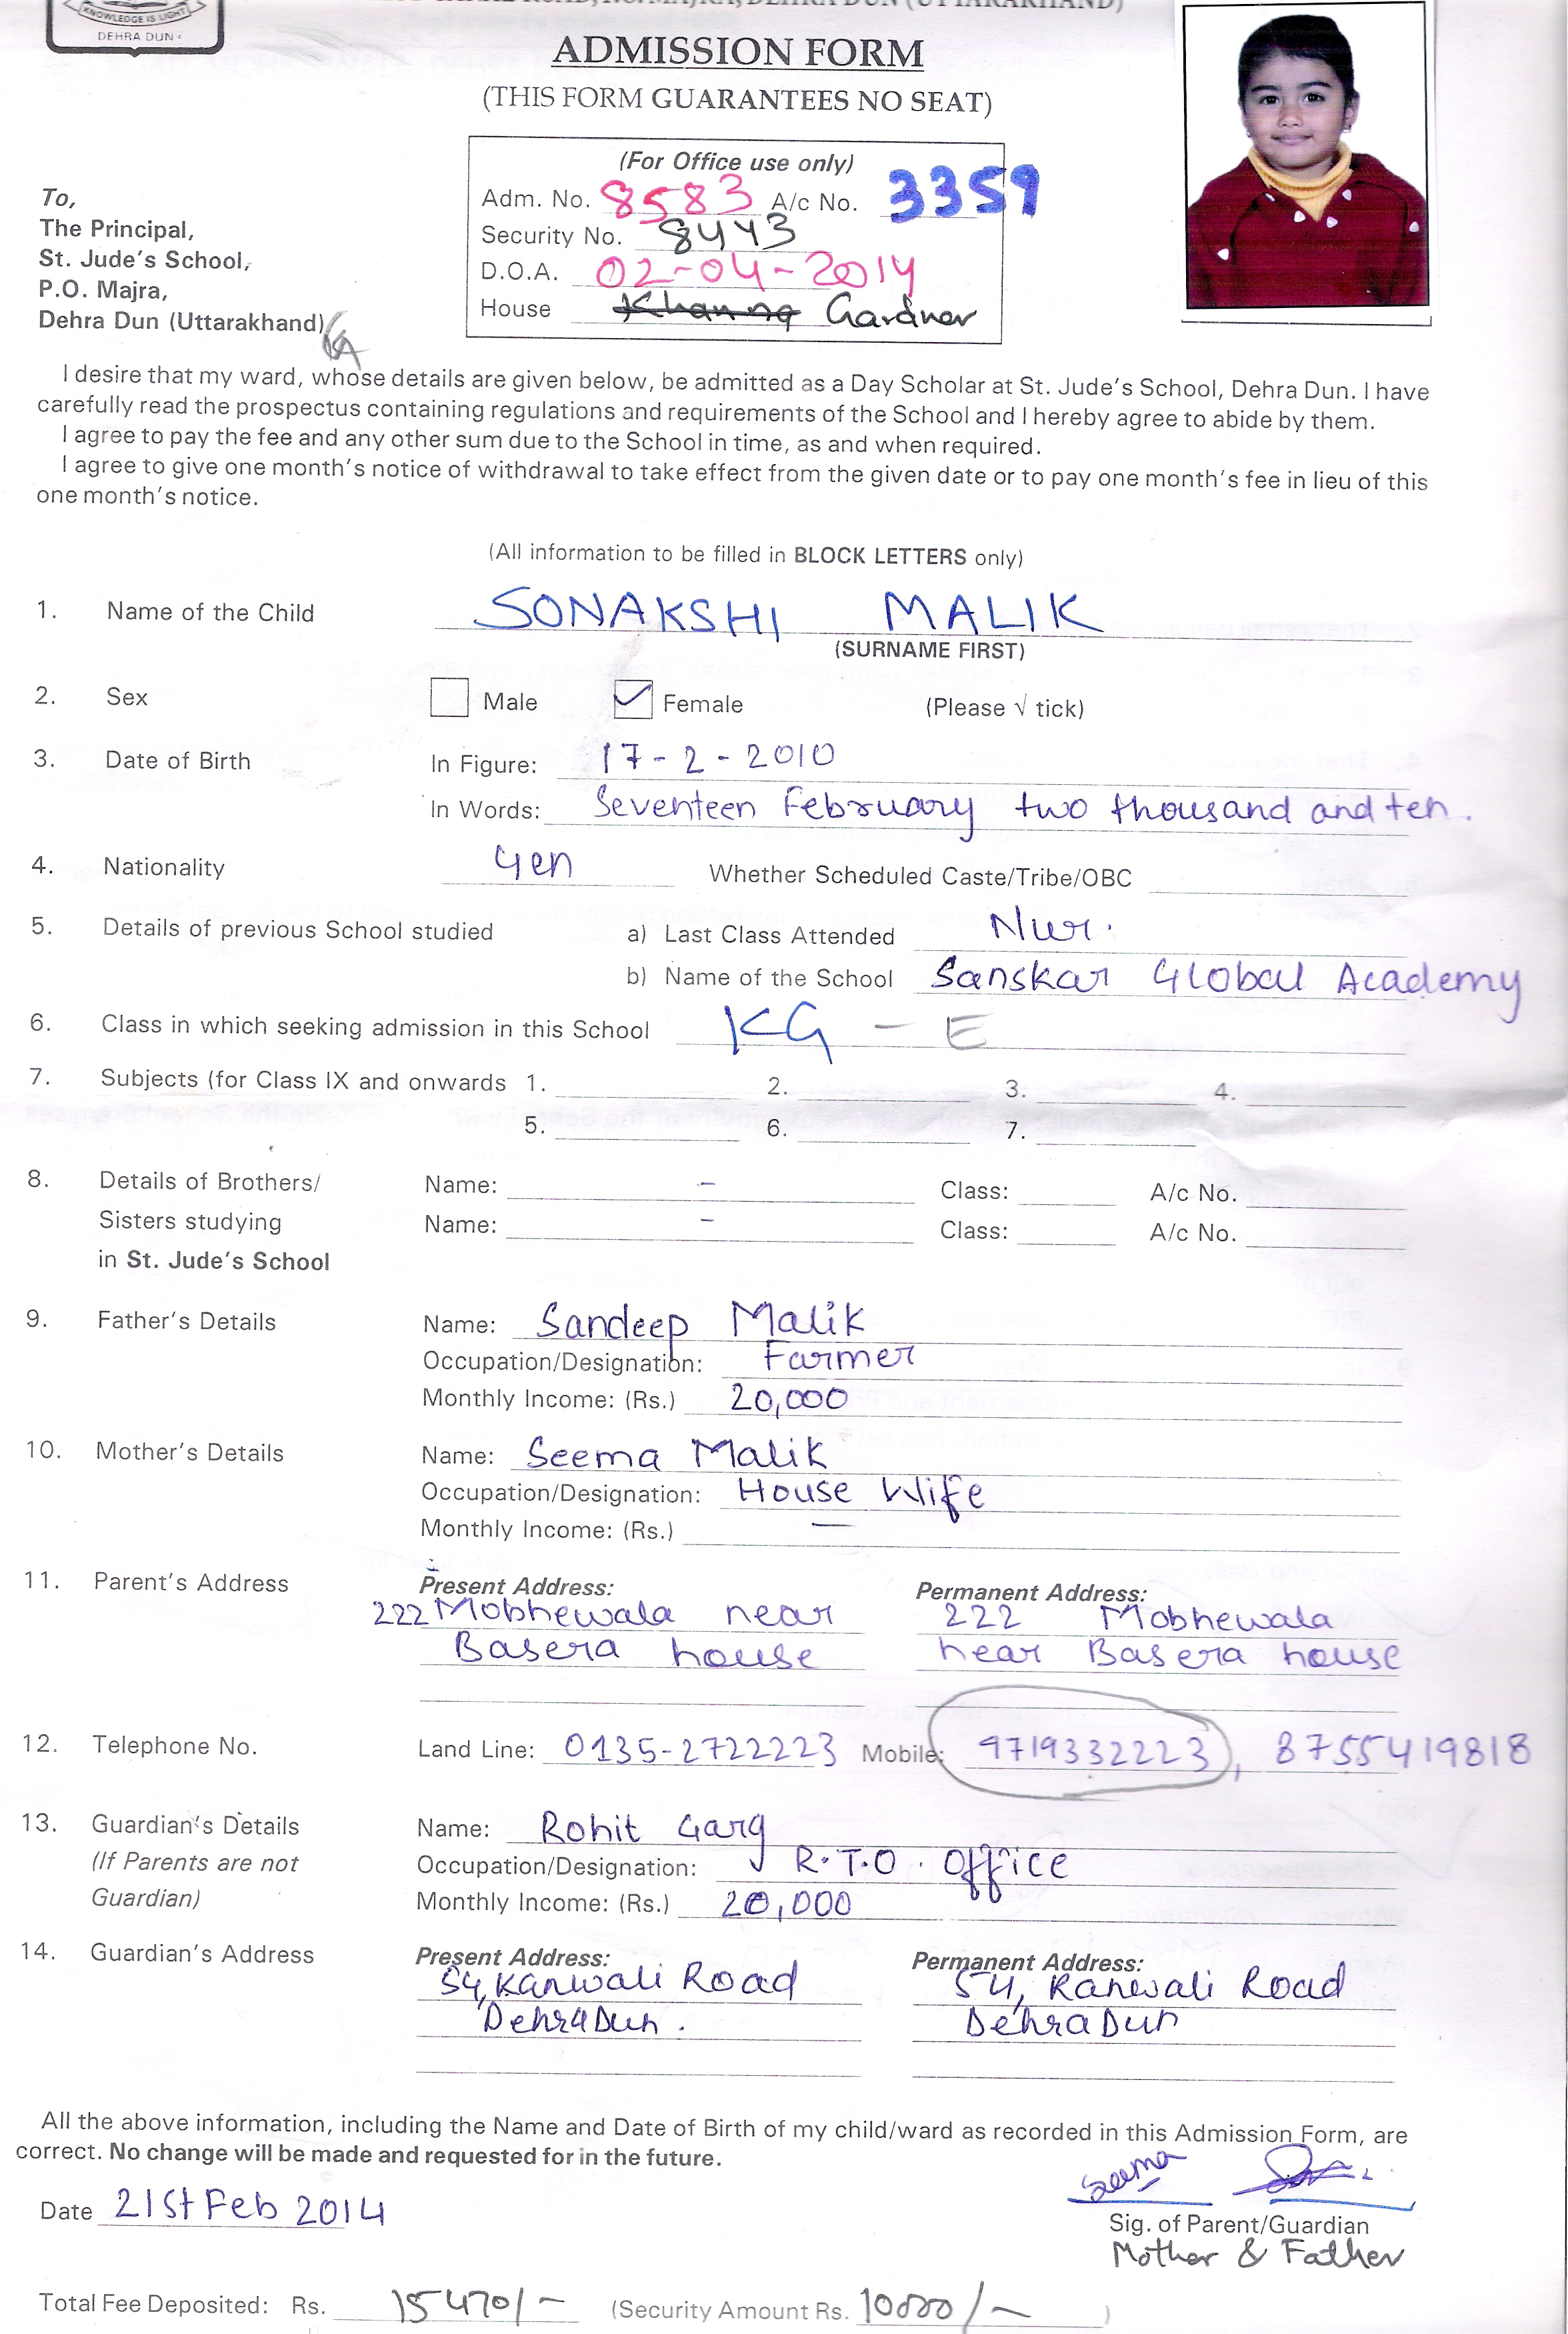 KNOWLEDGE IS LIGHT
DEHRA DUN
ADMISSION FORM
(THIS FORM GUARANTEES NO SEAT)
(For Office use only)
Adm. No. 8583 A/c No. 3359
Security No. 8443
D.O.A. 02-04-2014
House Gardner
To,
The Principal,
St. Jude's School,
P.O. Majra,
Dehra Dun (Uttarakhand)
I desire that my ward, whose details are given below, be admitted as a Day Scholar at St. Jude's School, Dehra Dun. I have
carefully read the prospectus containing regulations and requirements of the School and I hereby agree to abide by them.
I agree to pay the fee and any other sum due to the School in time, as and when required.
I agree to give one month's notice of withdrawal to take effect from the given date or to pay one month's fee in lieu of this
one month's notice.
(All information to be filled in BLOCK LETTERS only)
1. Name of the Child SONAKSHI MALIK
(SURNAME FIRST)
2. Sex Male Female (Please √ tick)
3. Date of Birth In Figure: 17-2-2010
In Words: Seventeen February two thousand and ten.
4. Nationality Gen Whether Scheduled Caste/Tribe/OBC
5. Details of previous School studied a) Last Class Attended Nur.
b) Name of the School Sanskar Global Academy
6. Class in which seeking admission in this School KG - E
7. Subjects (for Class IX and onwards 1. 2. 3. 4.
5. 6. 7.
8. Details of Brothers/ Name: - Class: A/c No.
Sisters studying Name: - Class: A/c No.
in St. Jude's School
9. Father's Details Name: Sandeep Malik
Occupation/Designation: Farmer
Monthly Income: (Rs.) 20,000
10. Mother's Details Name: Seema Malik
Occupation/Designation: House Wife
Monthly Income: (Rs.) -
11. Parent's Address Present Address: Permanent Address:
222 Mobhewala near 222 Mobhewala
Basera house near Basera house
12. Telephone No. Land Line: 0135-2722223 Mobile: 9719332223, 8755419818
13. Guardian's Details Name: Rohit Garg
(If Parents are not Occupation/Designation: R.T.O. Office
Guardian) Monthly Income: (Rs.) 20,000
14. Guardian's Address Present Address: Permanent Address:
54, Kanwali Road 54, Kanwali Road
DehraDun. DehraDun
All the above information, including the Name and Date of Birth of my child/ward as recorded in this Admission Form, are
correct. No change will be made and requested for in the future.
Seema
Date 21st Feb 2014
Sig. of Parent/Guardian
Mother & Father
Total Fee Deposited: Rs. 15470/- (Security Amount Rs. 10000/- )